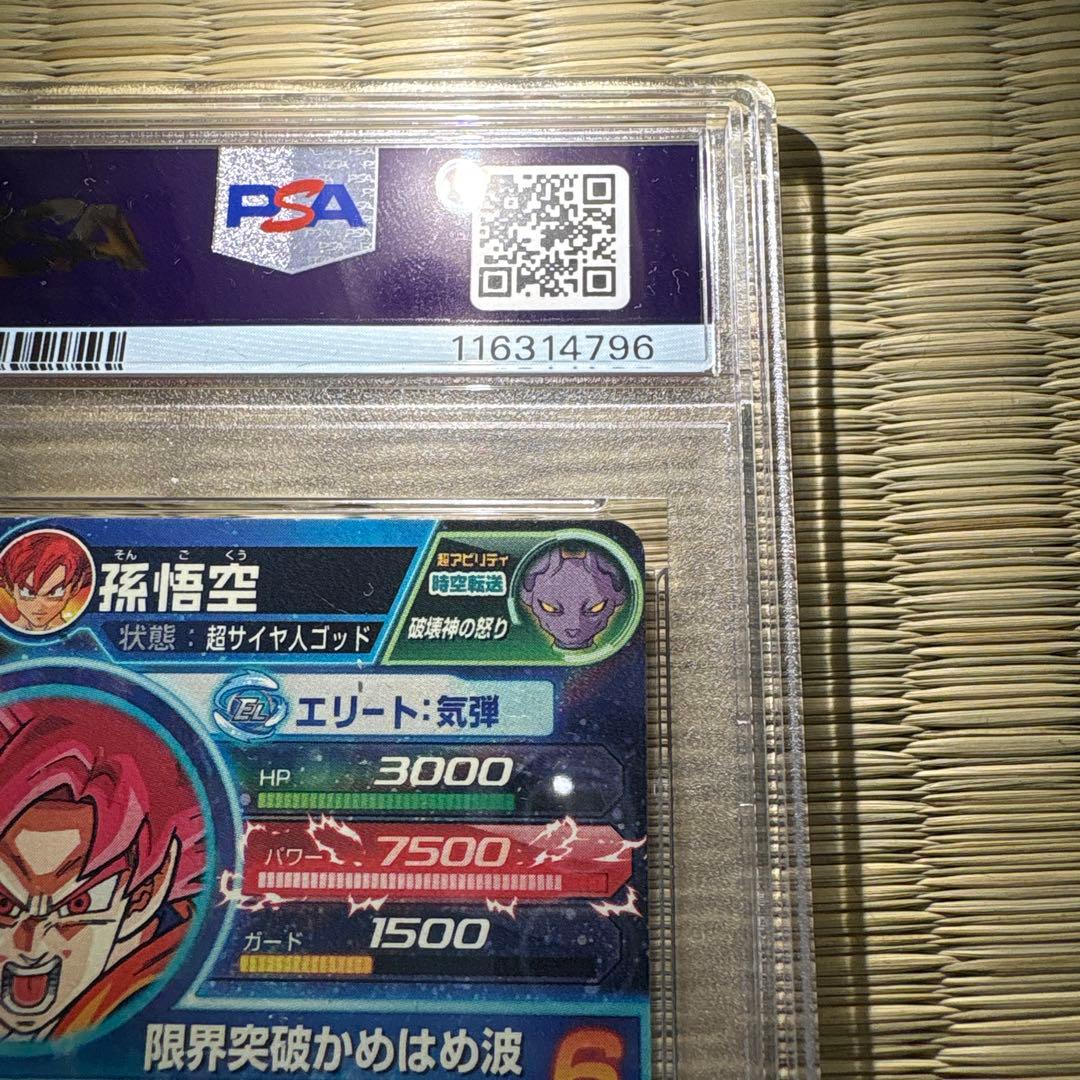 PSA
116314796
そんごくう
孫悟空
状態：超サイヤ人ゴッド
超アビリティ
時空転送
破壊神の怒り
EL エリート：気弾
HP 3000
パワー 7500
ガード 1500
限界突破かめはめ波
6